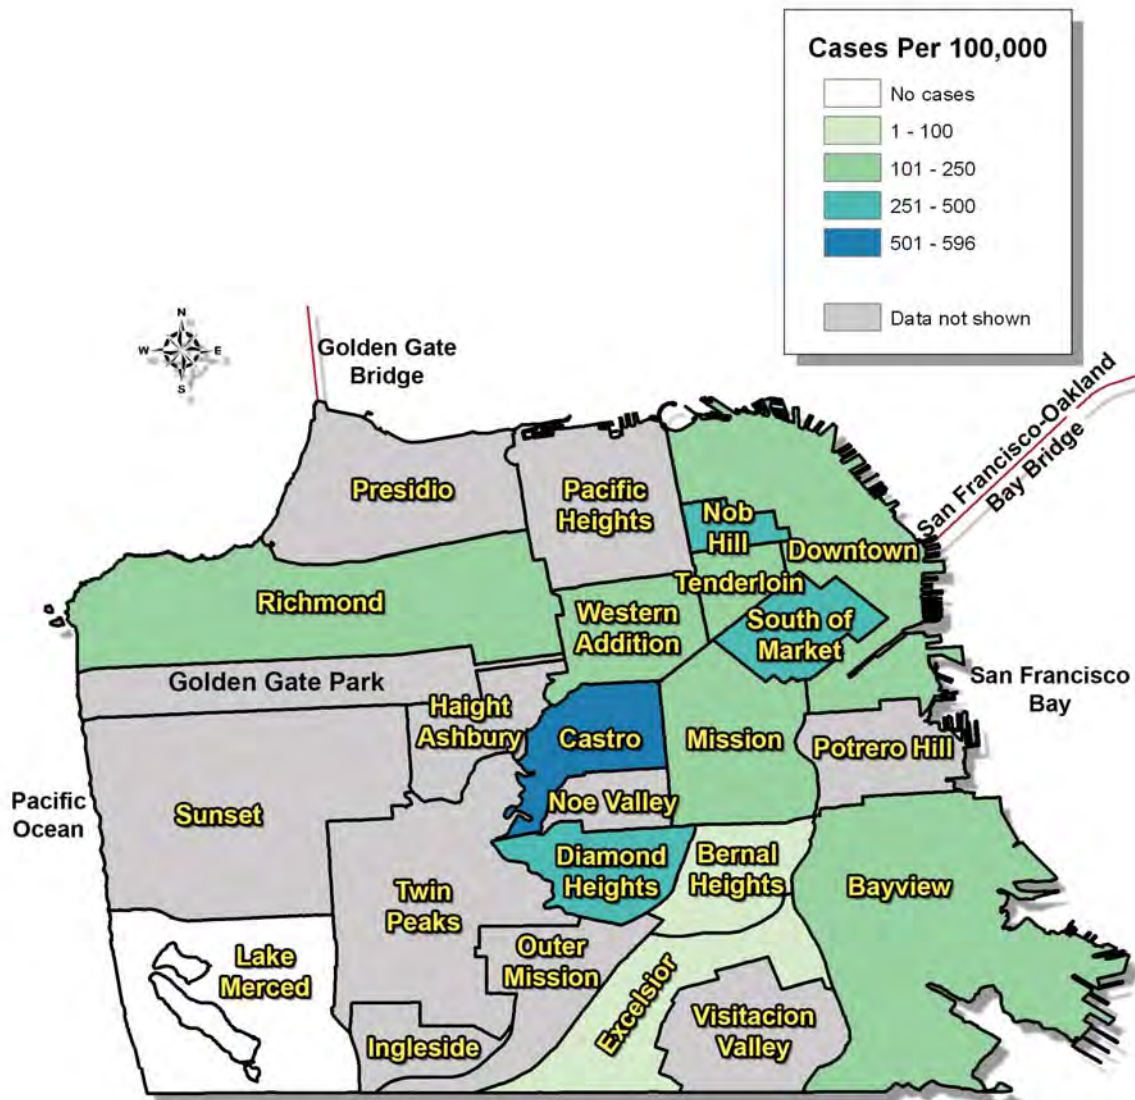 Cases Per 100,000
No cases
1 - 100
101 - 250
251 - 500
501 - 596
Data not shown
N
W
E
S
Golden Gate
Bridge
San Francisco-Oakland
Bay Bridge
Presidio
Pacific
Heights
Nob
Hill
Downtown
Tenderloin
Richmond
Western
Addition
South of
Market
Golden Gate Park
San Francisco
Bay
Haight
Ashbury
Castro
Mission
Potrero Hill
Pacific
Ocean
Sunset
Noe Valley
Diamond
Heights
Bernal
Heights
Bayview
Twin
Peaks
Outer
Mission
Lake
Merced
Excelsior
Visitacion
Valley
Ingleside